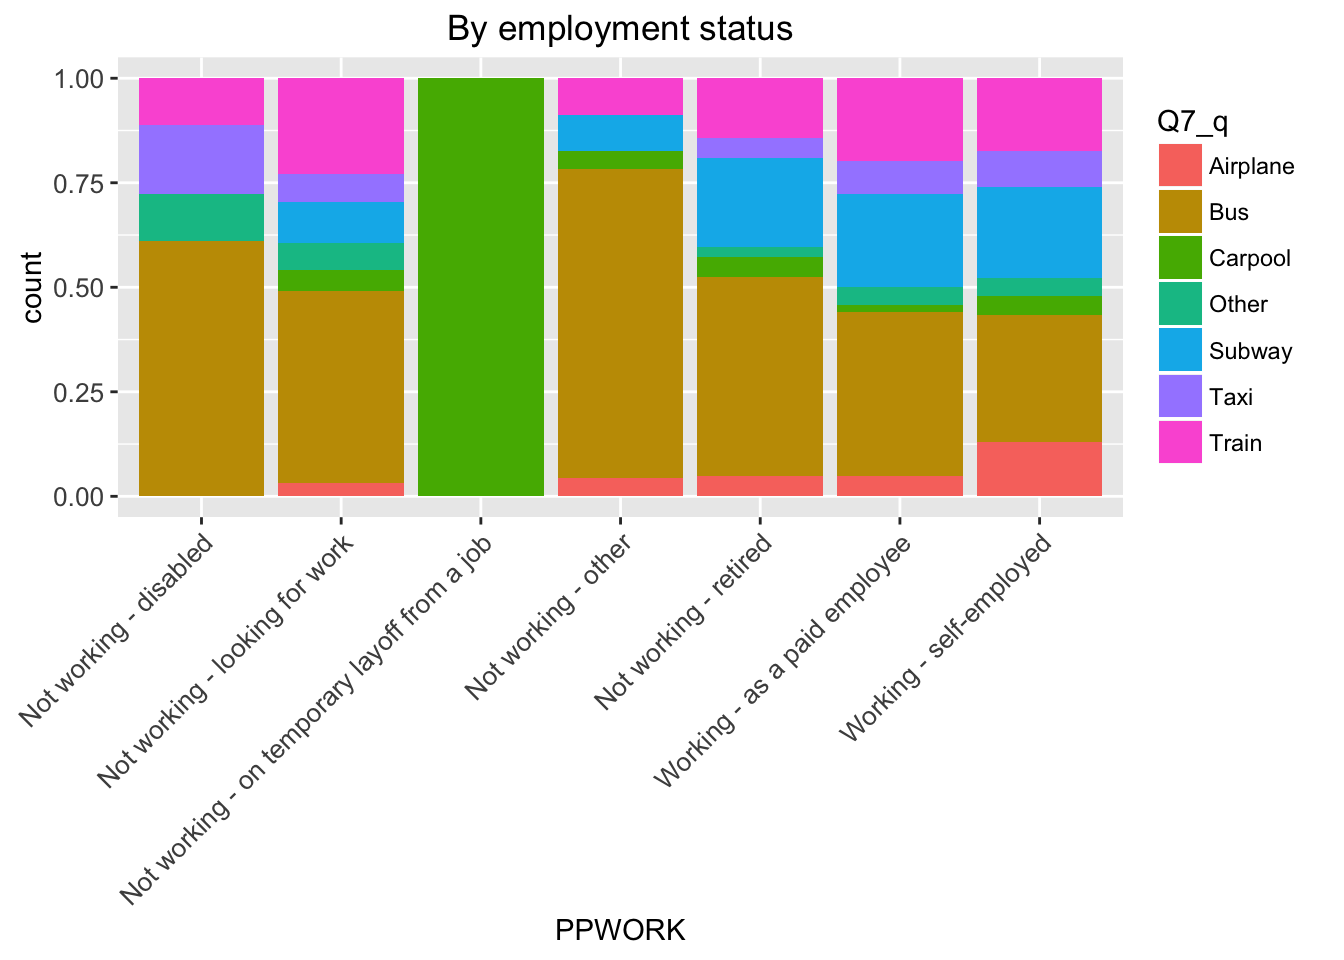 By employment status
count
1.00
0.75
0.50
0.25
0.00
Not working - disabled
Not working - looking for work
Not working - on temporary layoff from a job
Not working - other
Not working - retired
Working - as a paid employee
Working - self-employed
PPWORK
Q7_q
Airplane
Bus
Carpool
Other
Subway
Taxi
Train